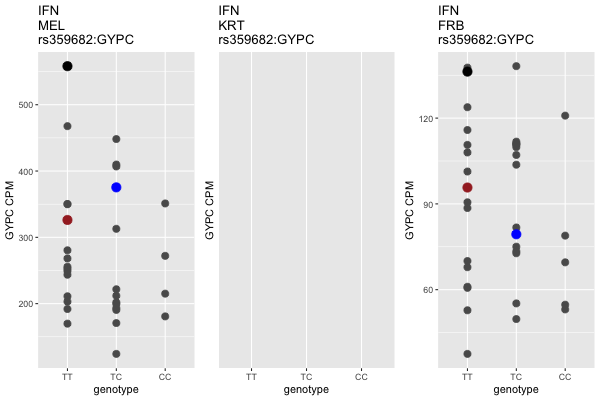 IFN
MEL
rs359682:GYPC
GYPC CPM
500
400
300
200
TT
TC
CC
genotype
IFN
KRT
rs359682:GYPC
GYPC CPM
TT
TC
CC
genotype
IFN
FRB
rs359682:GYPC
GYPC CPM
120
90
60
TT
TC
CC
genotype